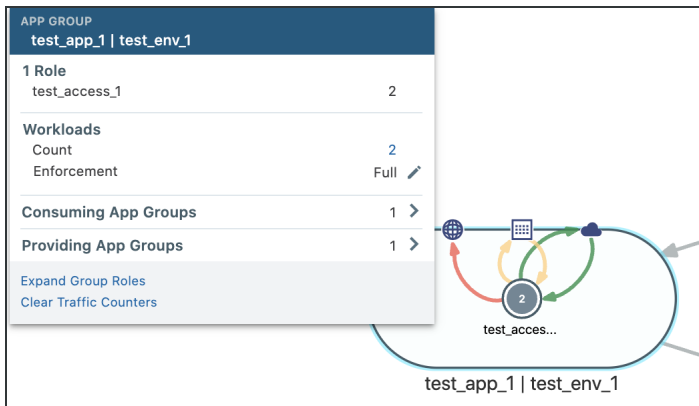 APP GROUP
test_app_1 | test_env_1
1 Role
test_access_1 2
Workloads
Count 2
Enforcement Full
Consuming App Groups 1
Providing App Groups 1
Expand Group Roles
Clear Traffic Counters
2
test_acces...
test_app_1 | test_env_1